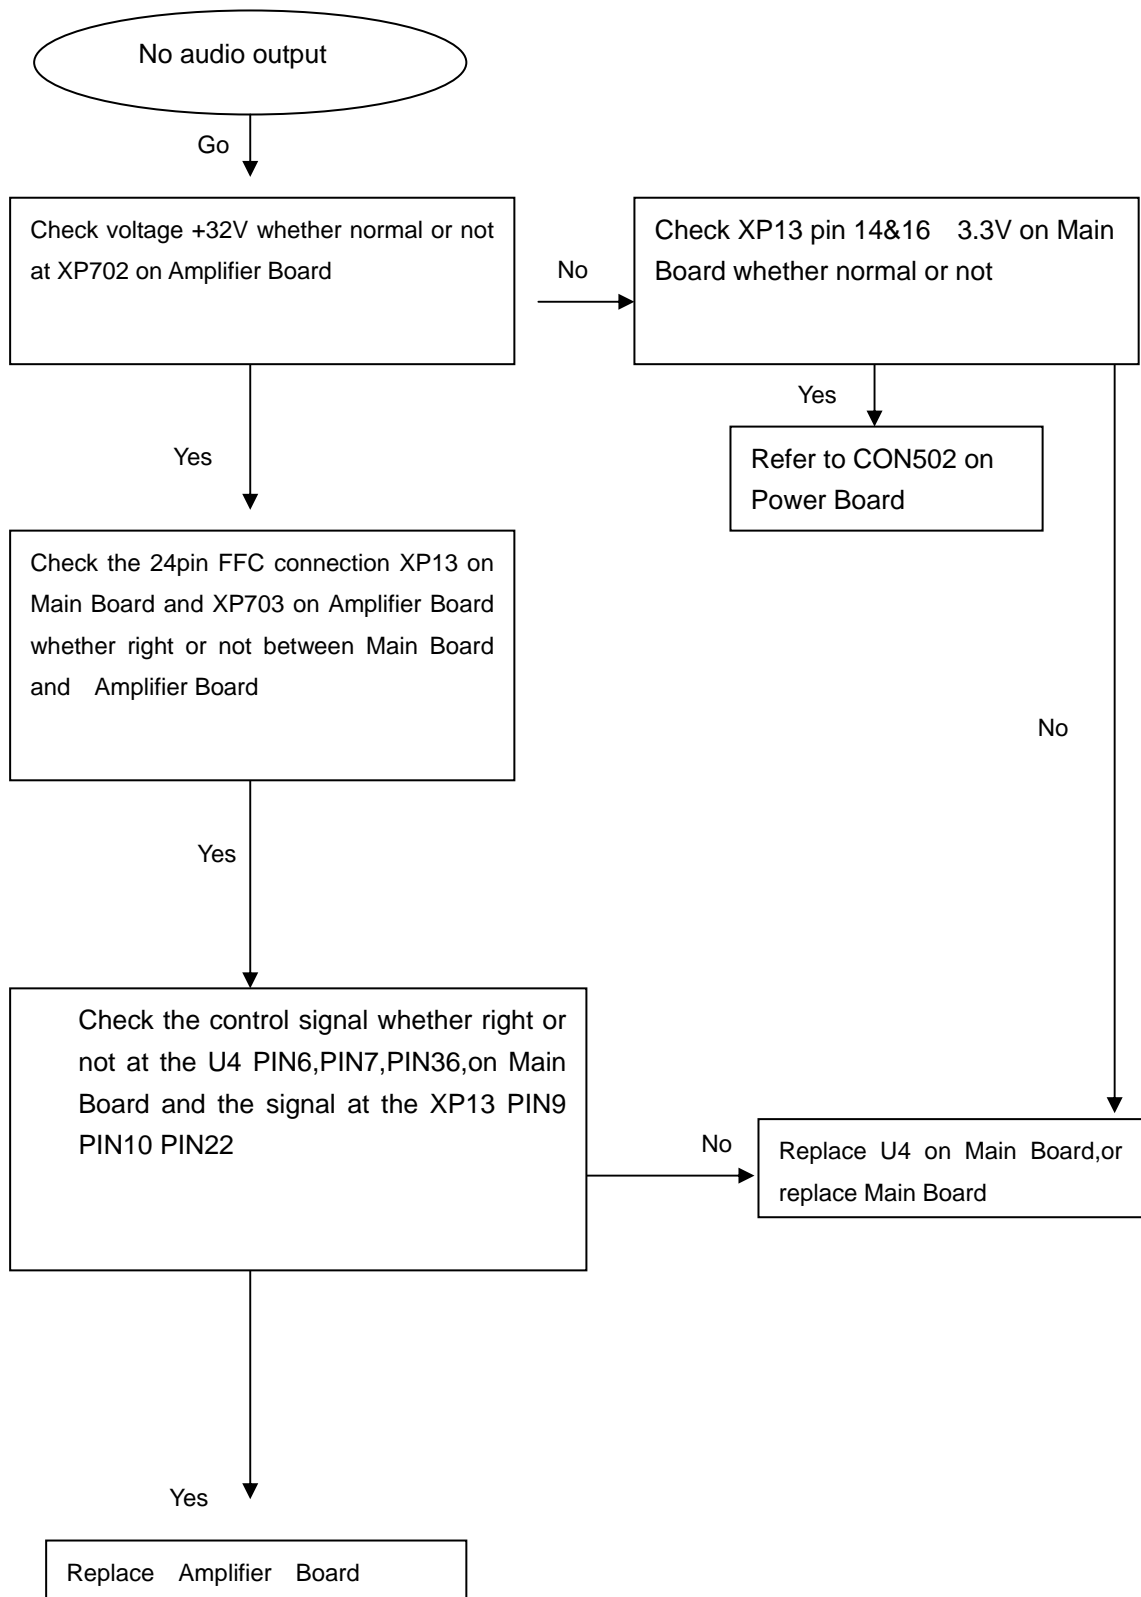 No audio output
Go
Check voltage +32V whether normal or not
at XP702 on Amplifier Board
No
Check XP13 pin 14&16 3.3V on Main
Board whether normal or not
Yes
Refer to CON502 on
Power Board
Yes
Check the 24pin FFC connection XP13 on
Main Board and XP703 on Amplifier Board
whether right or not between Main Board
and Amplifier Board
No
Yes
Check the control signal whether right or
not at the U4 PIN6,PIN7,PIN36,on Main
Board and the signal at the XP13 PIN9
PIN10 PIN22
No
Replace U4 on Main Board,or
replace Main Board
Yes
Replace Amplifier Board